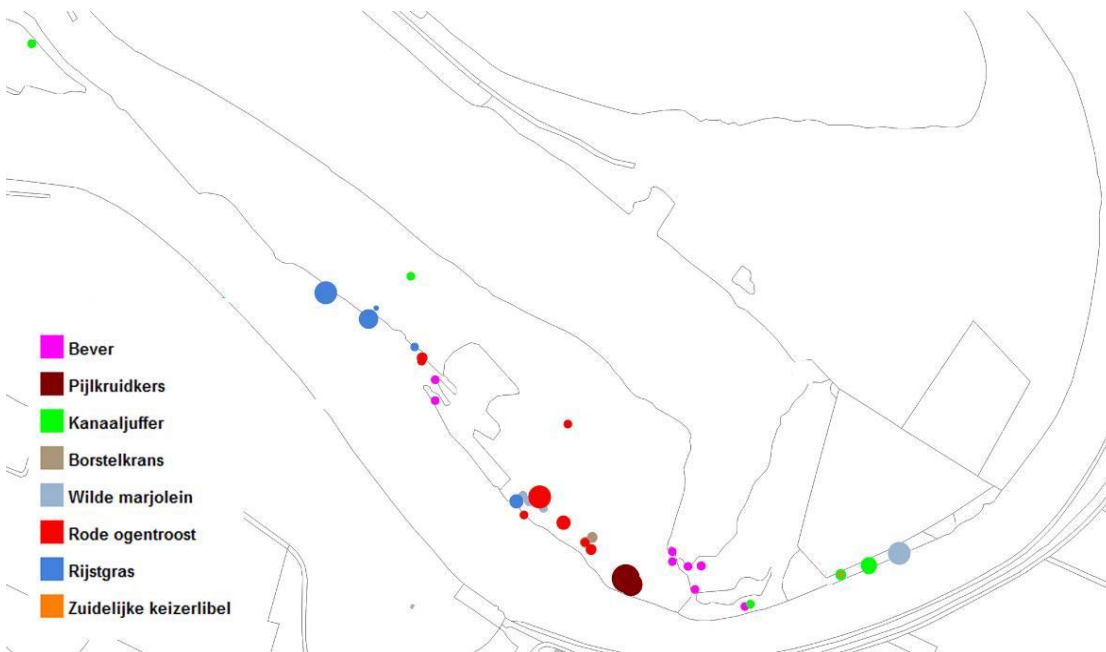 Bever
Pijlkruidkers
Kanaaljuffer
Borstelkrans
Wilde marjolein
Rode ogentroost
Rijstgras
Zuidelijke keizerlibel